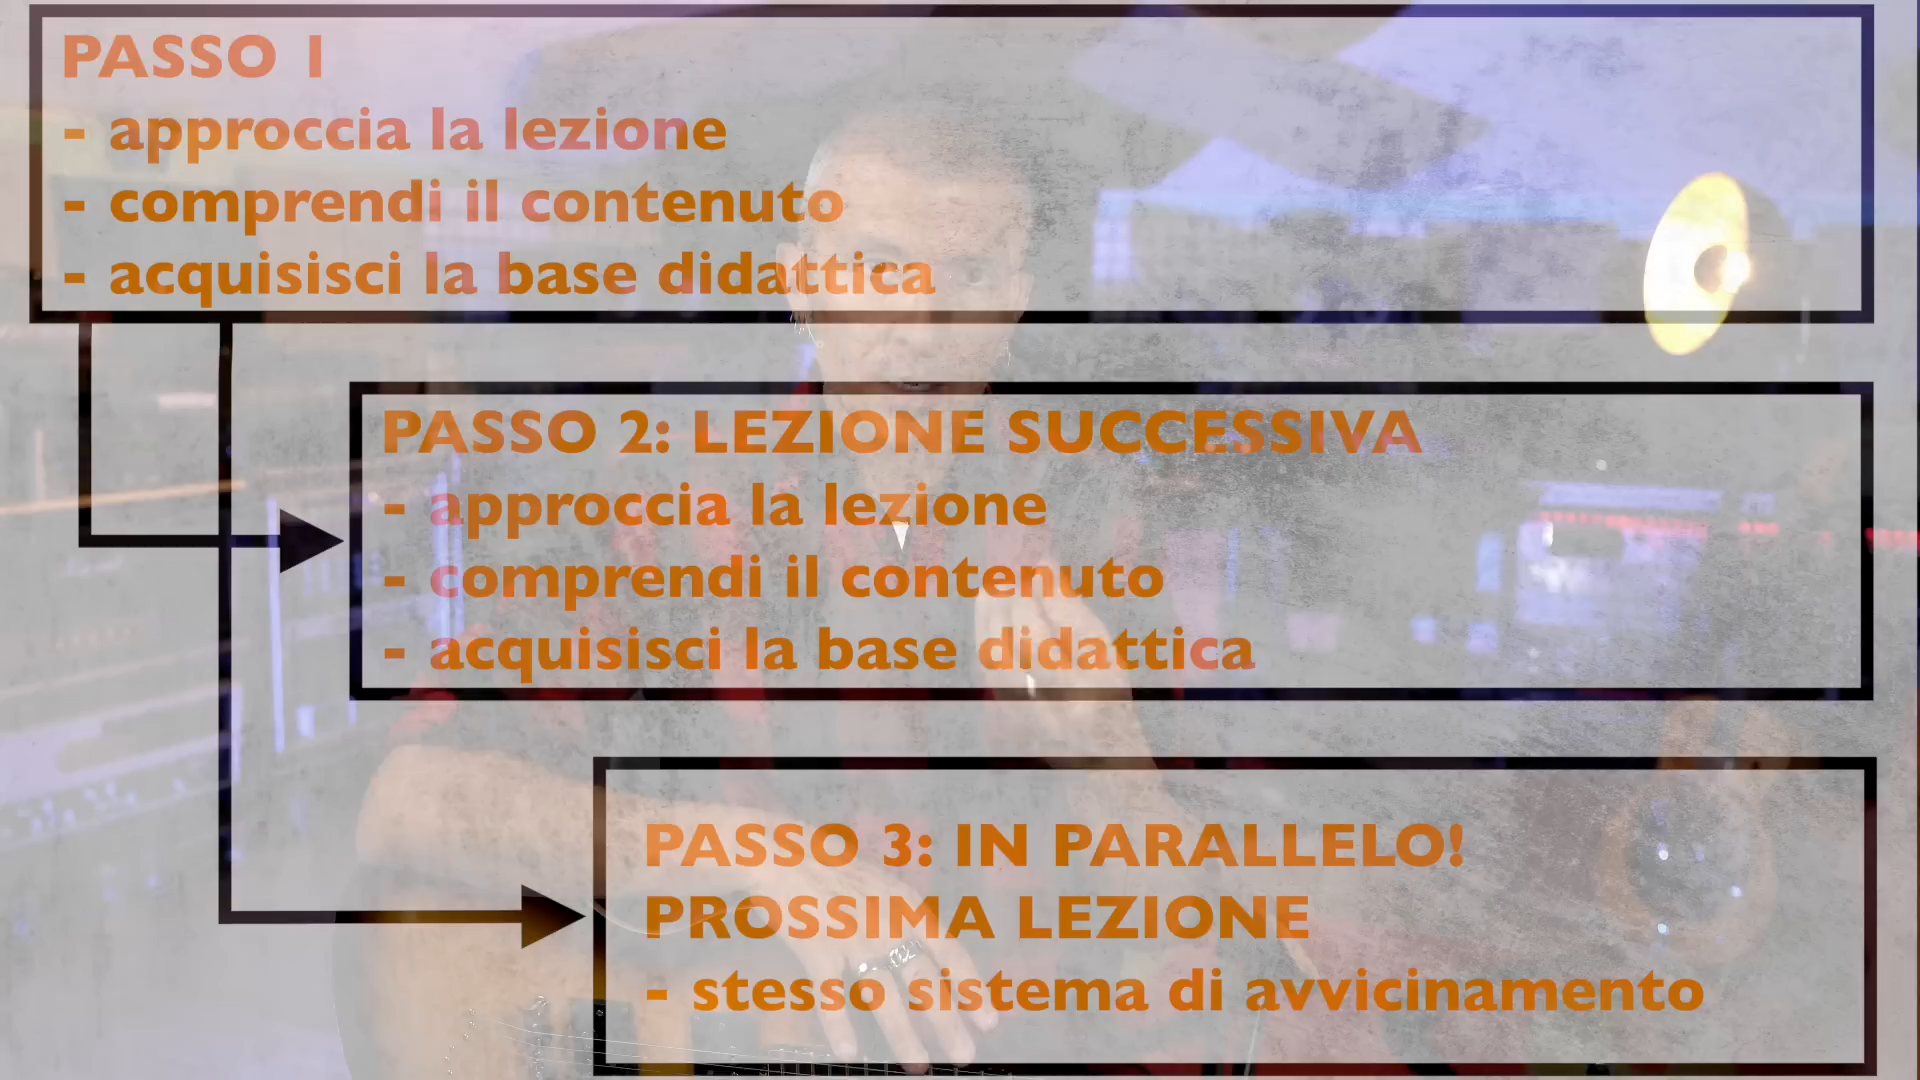 PASSO 1
- approccia la lezione
- comprendi il contenuto
- acquisisci la base didattica
PASSO 2: LEZIONE SUCCESSIVA
- approccia la lezione
- comprendi il contenuto
- acquisisci la base didattica
PASSO 3: IN PARALLELO!
PROSSIMA LEZIONE
- stesso sistema di avvicinamento